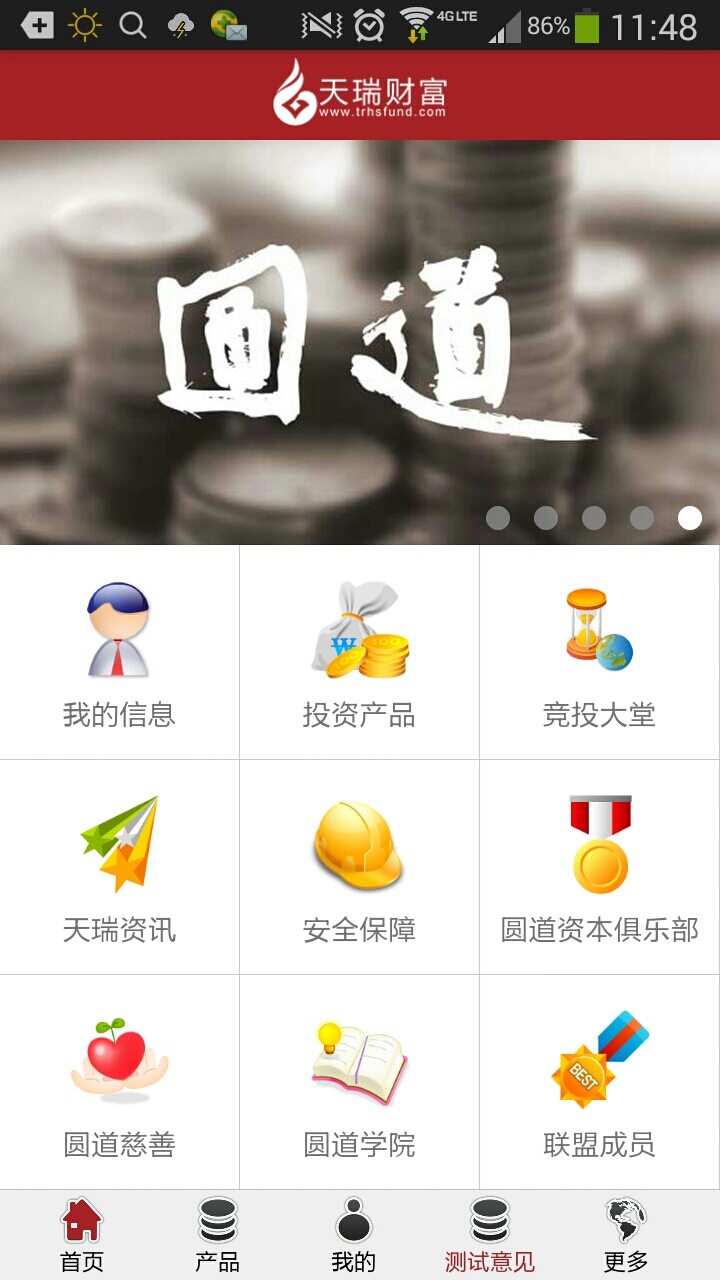 4G LTE 86% 11:48
天瑞财富
www.trhsfund.com
圆道
W 100 100
我的信息 投资产品 竞投大堂
天瑞资讯 安全保障 圆道资本俱乐部
BEST
圆道慈善 圆道学院 联盟成员
首页 产品 我的 测试意见 更多